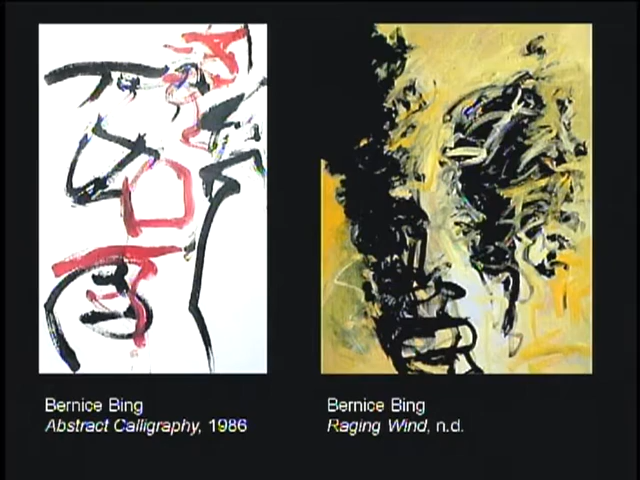 Bernice Bing
Abstract Calligraphy, 1986
Bernice Bing
Raging Wind, n.d.